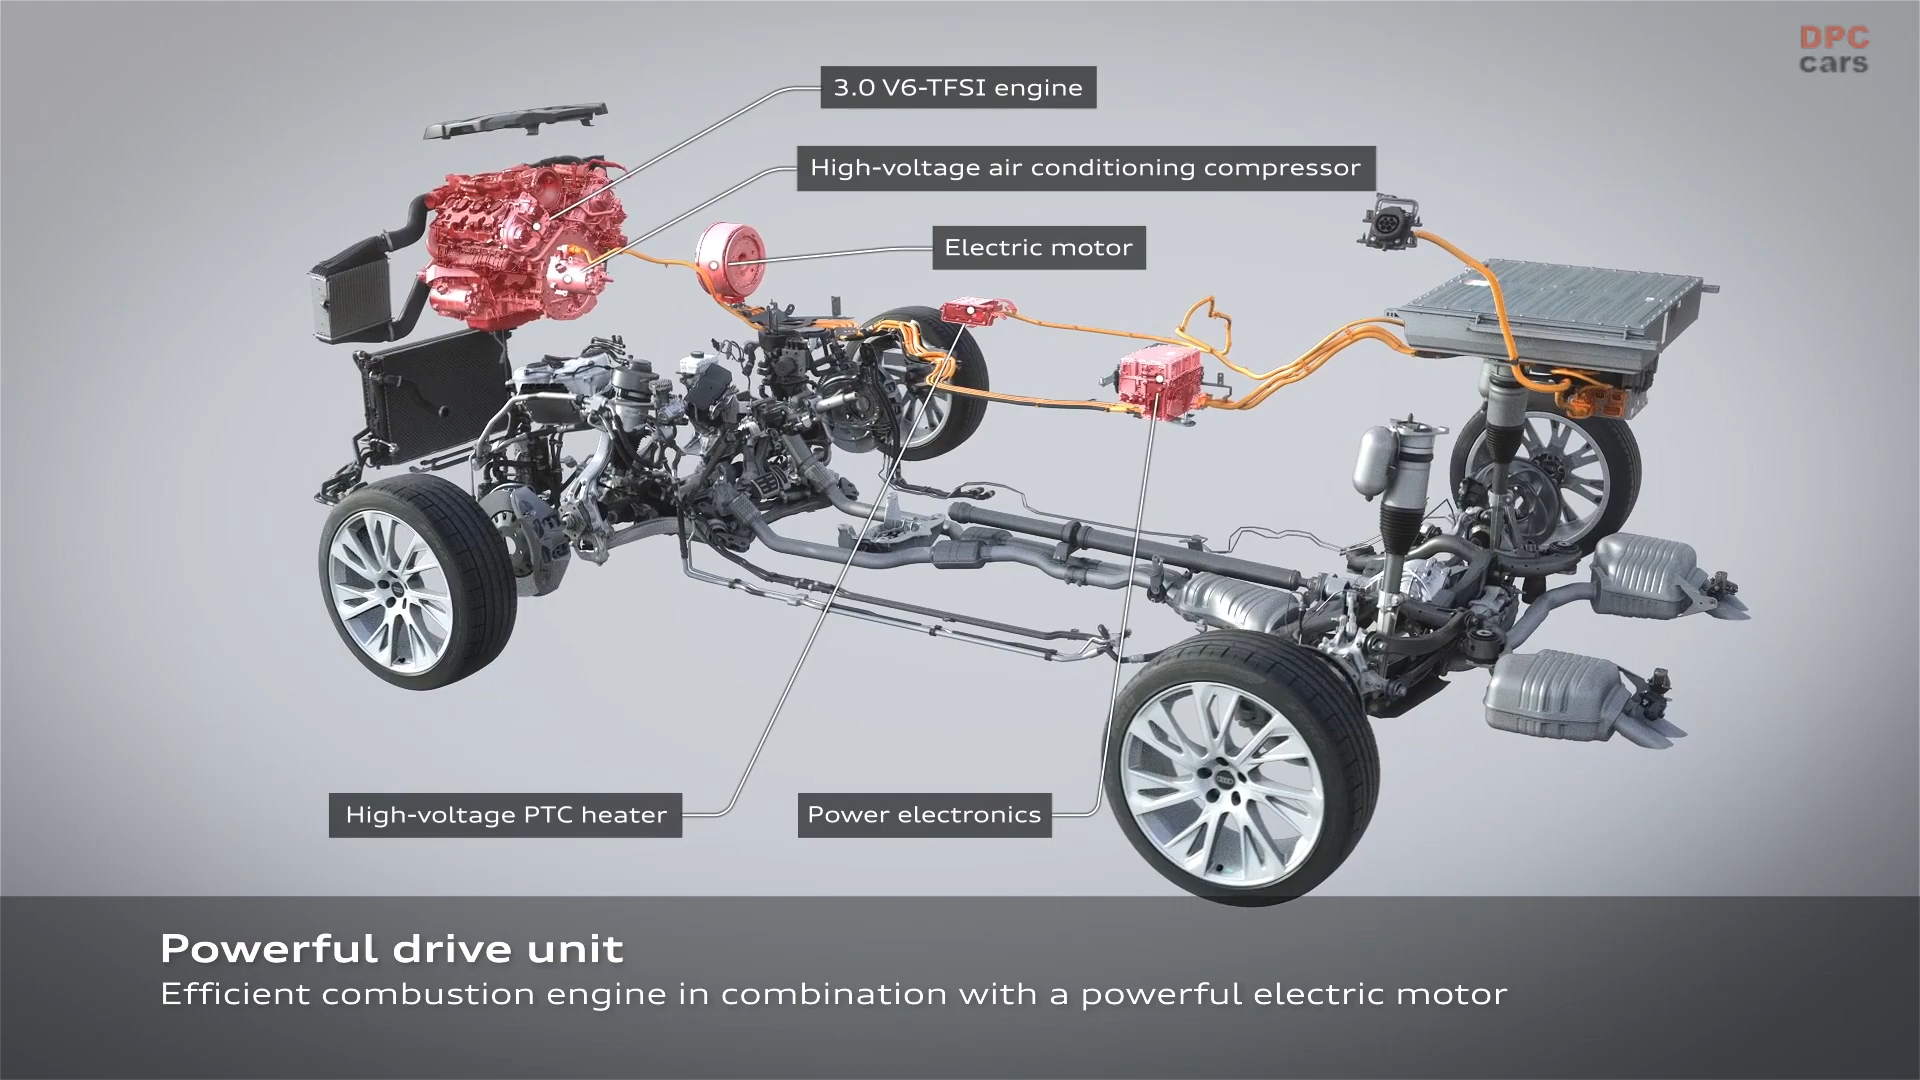 DPC
cars
3.0 V6-TFSI engine
High-voltage air conditioning compressor
Electric motor
High-voltage PTC heater
Power electronics
Powerful drive unit
Efficient combustion engine in combination with a powerful electric motor